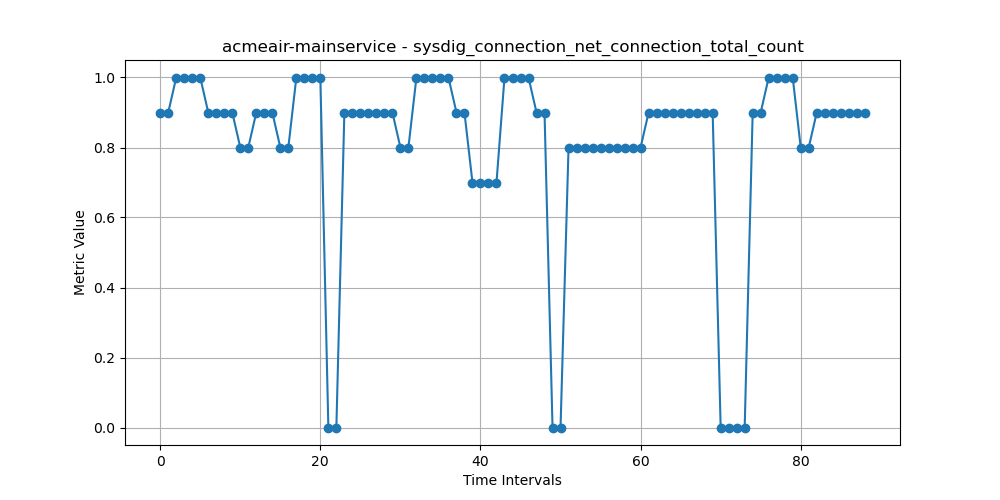 acmeair-mainservice - sysdig_connection_net_connection_total_count
1.0
0.8
0.6
0.4
0.2
0.0
Metric Value
0 20 40 60 80
Time Intervals